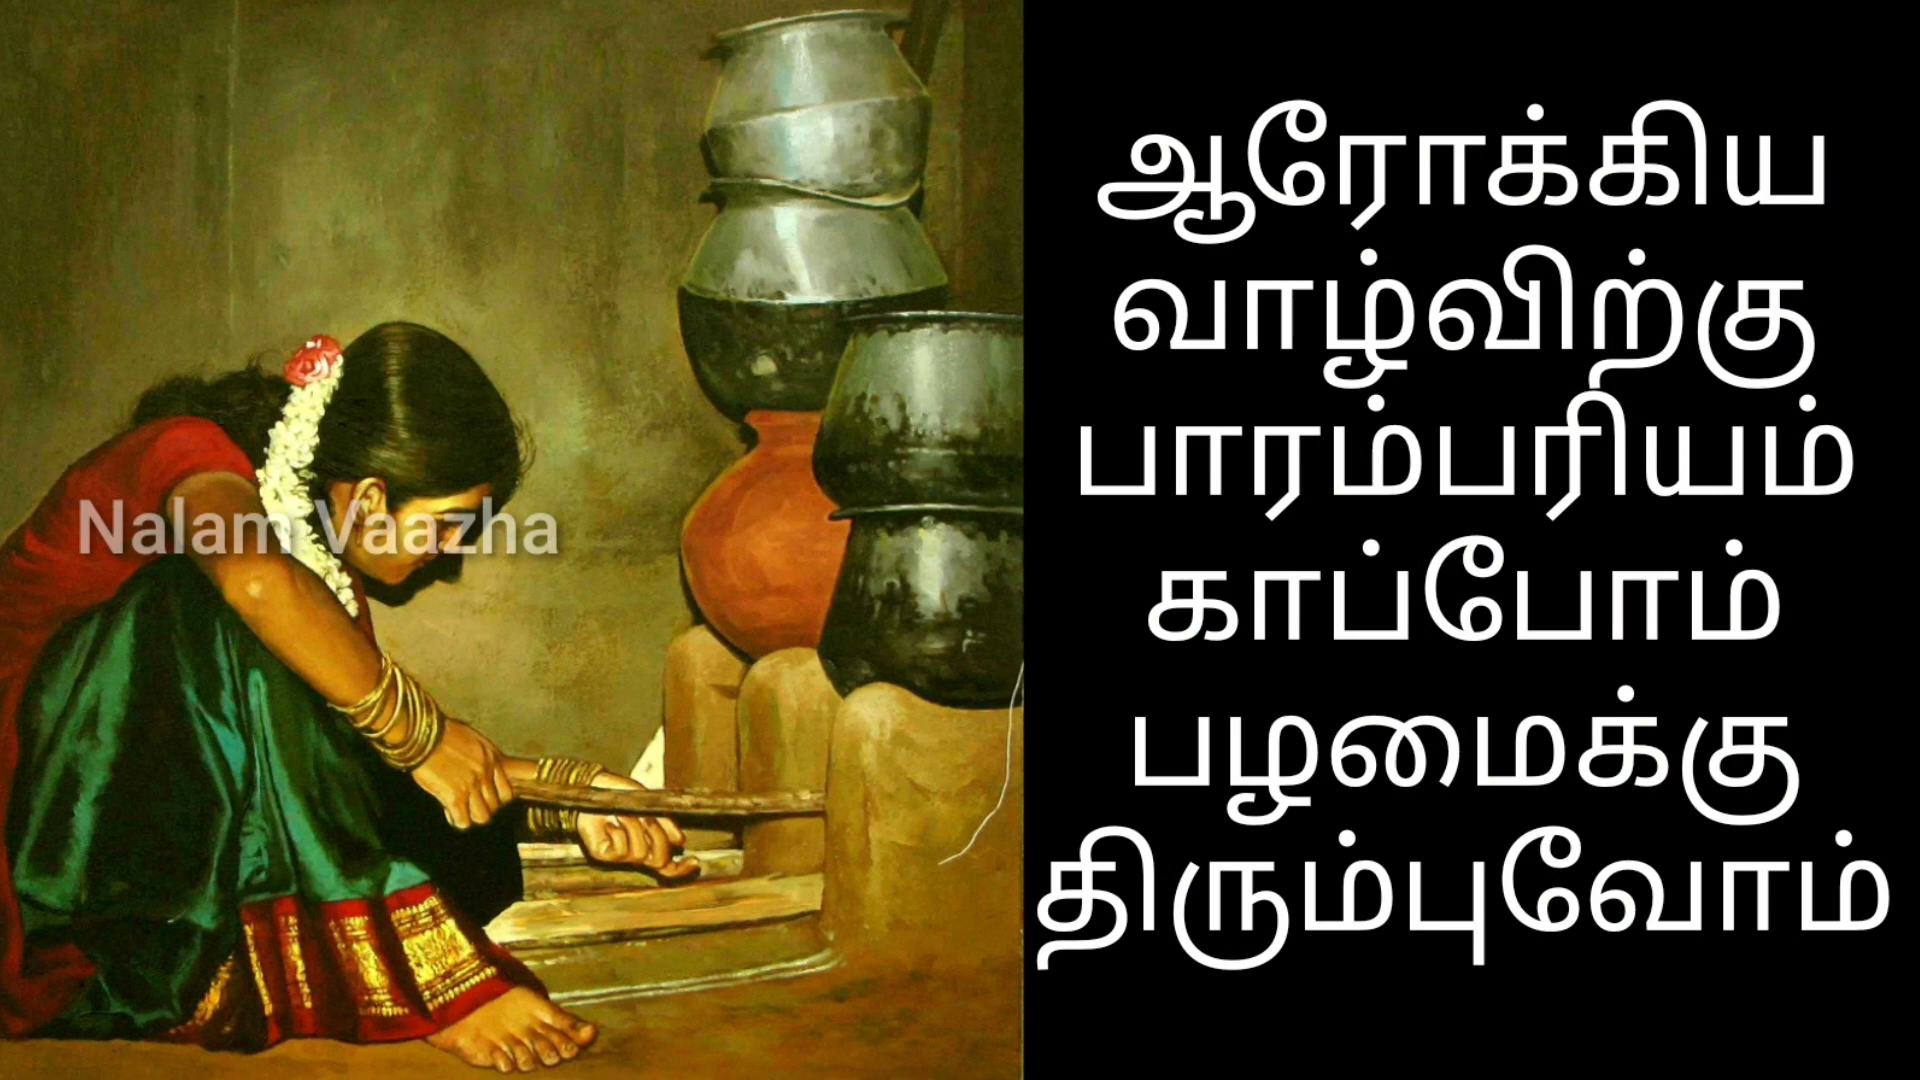 Nalam Vaazha
ஆரோக்கிய
வாழ்விற்கு
பாரம்பரியம்
காப்போம்
பழமைக்கு
திரும்புவோம்